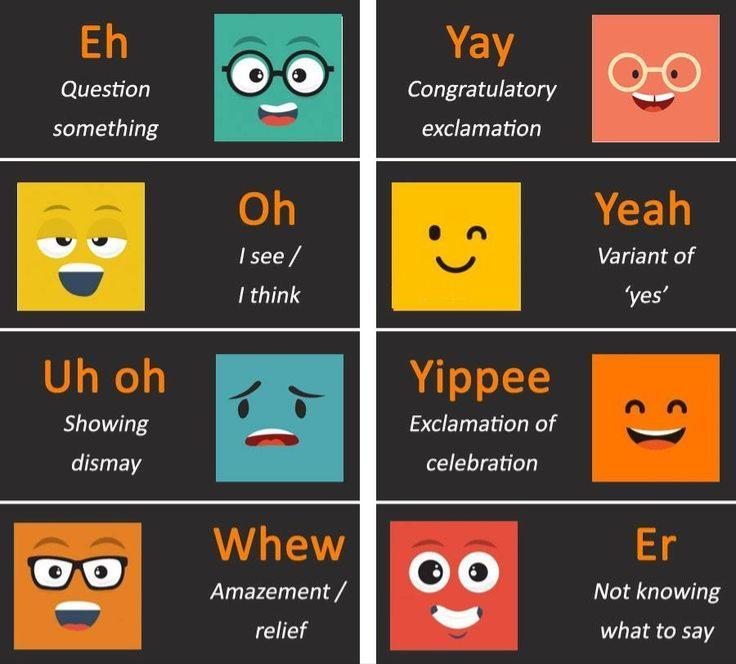 Eh
Question
something
Yay
Congratulatory
exclamation
Oh
I see /
I think
Yeah
Variant of
‘yes’
Uh oh
Showing
dismay
Yippee
Exclamation of
celebration
Whew
Amazement /
relief
Er
Not knowing
what to say